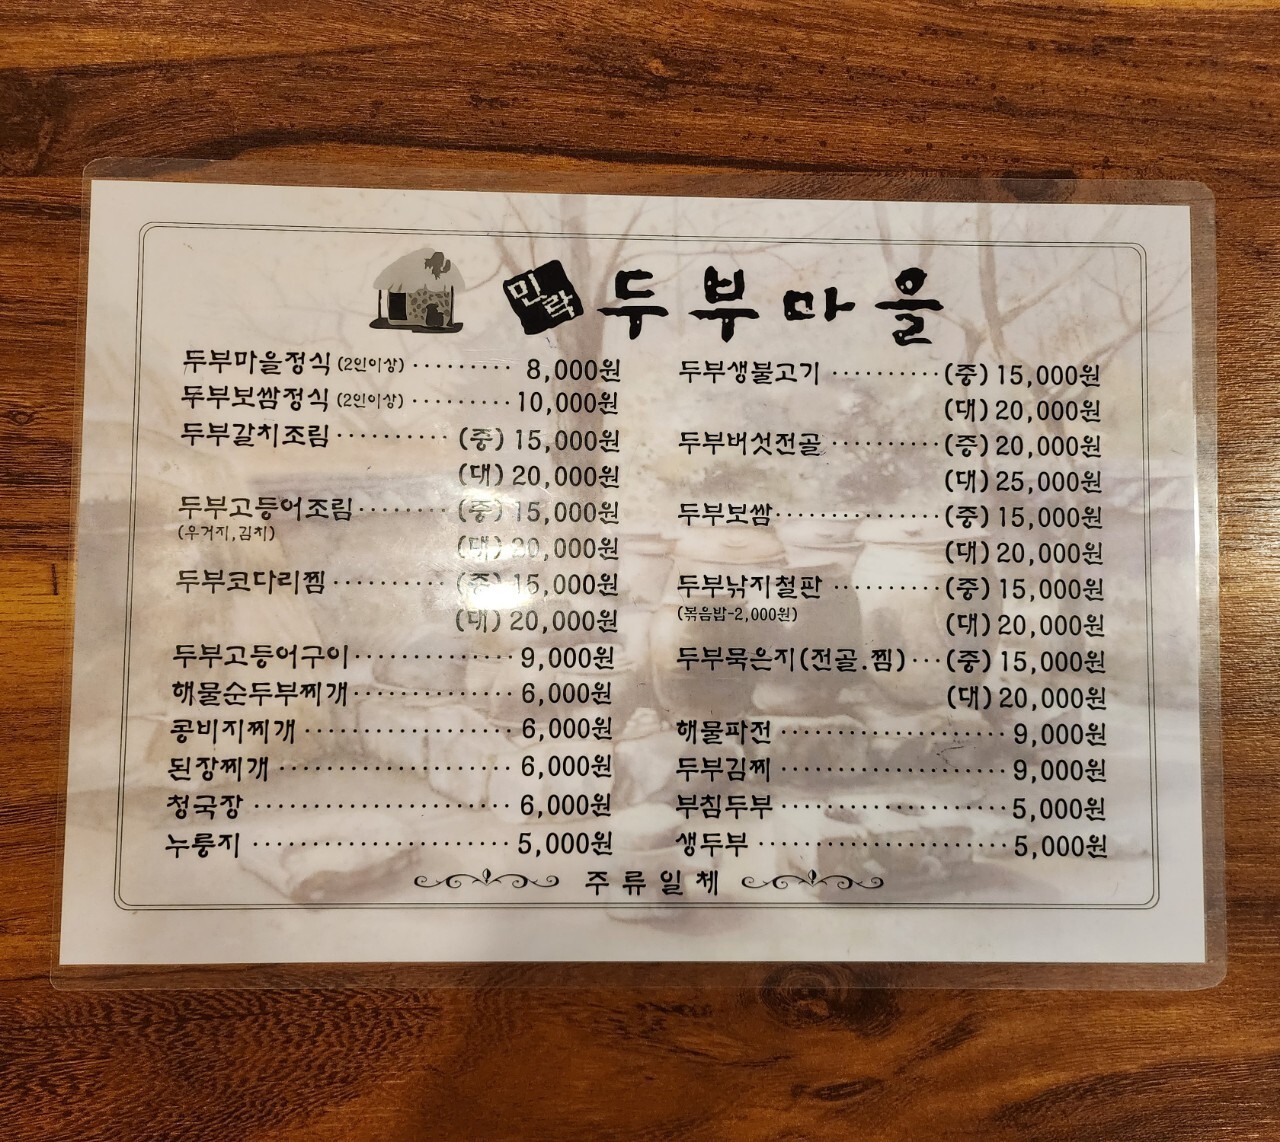 민락 두부마을
두부마을정식 (2인이상) ········· 8,000원
두부보쌈정식 (2인이상) ········· 10,000원
두부갈치조림 ·········· (중) 15,000원
(대) 20,000원
두부고등어조림 ········ (중) 15,000원
(우거지,김치)
(대) 20,000원
두부코다리찜 ·········· (중) 15,000원
(대) 20,000원
두부고등어구이 ·············· 9,000원
해물순두부찌개 ·············· 6,000원
콩비지찌개 ·················· 6,000원
된장찌개 ···················· 6,000원
청국장 ······················ 6,000원
누룽지 ······················ 5,000원
두부생불고기 ·········· (중) 15,000원
(대) 20,000원
두부버섯전골 ·········· (중) 20,000원
(대) 25,000원
두부보쌈 ··············· (중) 15,000원
(대) 20,000원
두부낚지철판 ·········· (중) 15,000원
(볶음밥-2,000원)
(대) 20,000원
두부묵은지(전골.찜) ··· (중) 15,000원
(대) 20,000원
해물파전 ···················· 9,000원
두부김찌 ···················· 9,000원
부침두부 ···················· 5,000원
생두부 ······················ 5,000원
주류일체